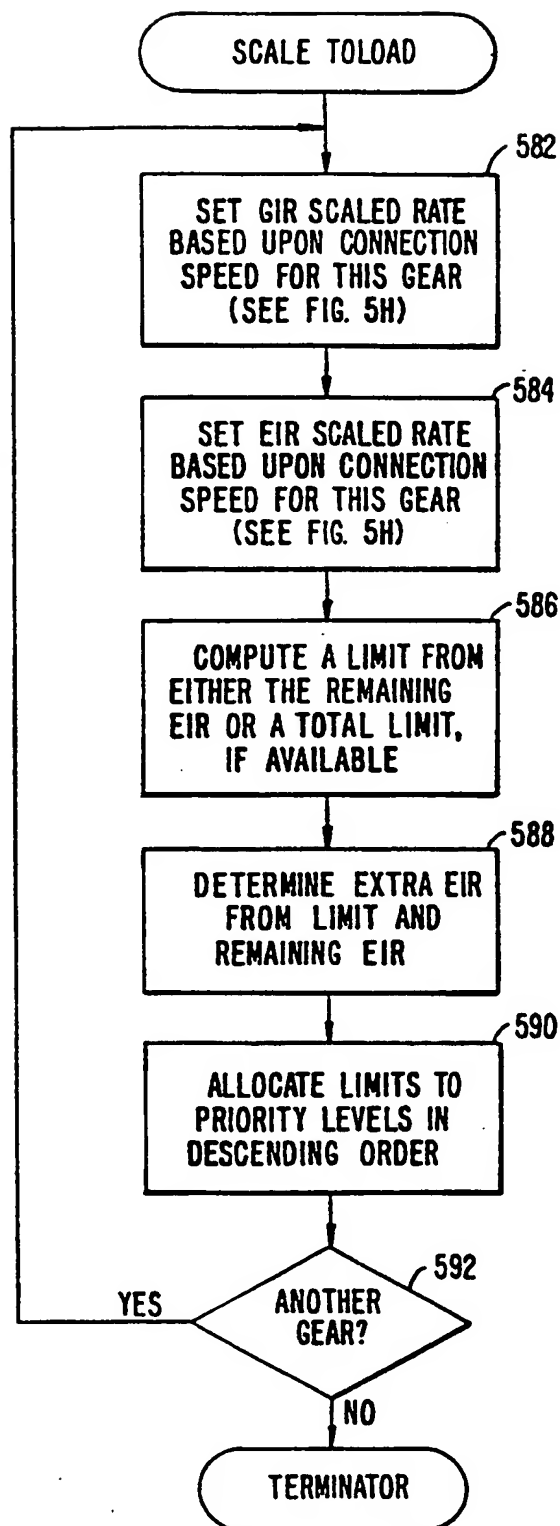 SCALE TOLOAD
582
SET GIR SCALED RATE
BASED UPON CONNECTION
SPEED FOR THIS GEAR
(SEE FIG. 5H)
584
SET EIR SCALED RATE
BASED UPON CONNECTION
SPEED FOR THIS GEAR
(SEE FIG. 5H)
586
COMPUTE A LIMIT FROM
EITHER THE REMAINING
EIR OR A TOTAL LIMIT,
IF AVAILABLE
588
DETERMINE EXTRA EIR
FROM LIMIT AND
REMAINING EIR
590
ALLOCATE LIMITS TO
PRIORITY LEVELS IN
DESCENDING ORDER
592
YES
ANOTHER
GEAR?
NO
TERMINATOR